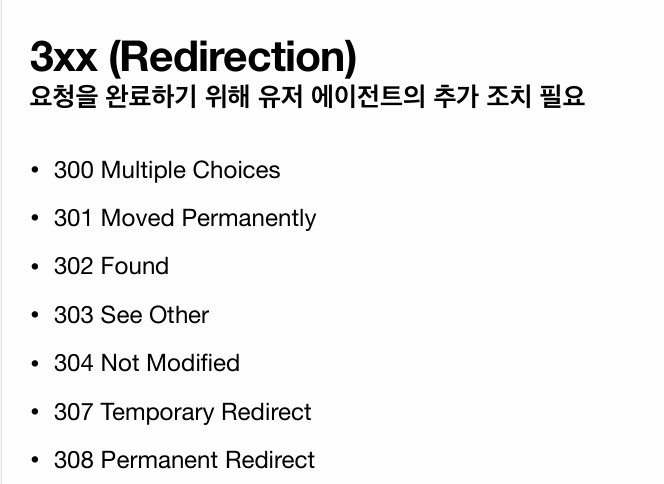 3xx (Redirection)
요청을 완료하기 위해 유저 에이전트의 추가 조치 필요
• 300 Multiple Choices
• 301 Moved Permanently
• 302 Found
• 303 See Other
• 304 Not Modified
• 307 Temporary Redirect
• 308 Permanent Redirect